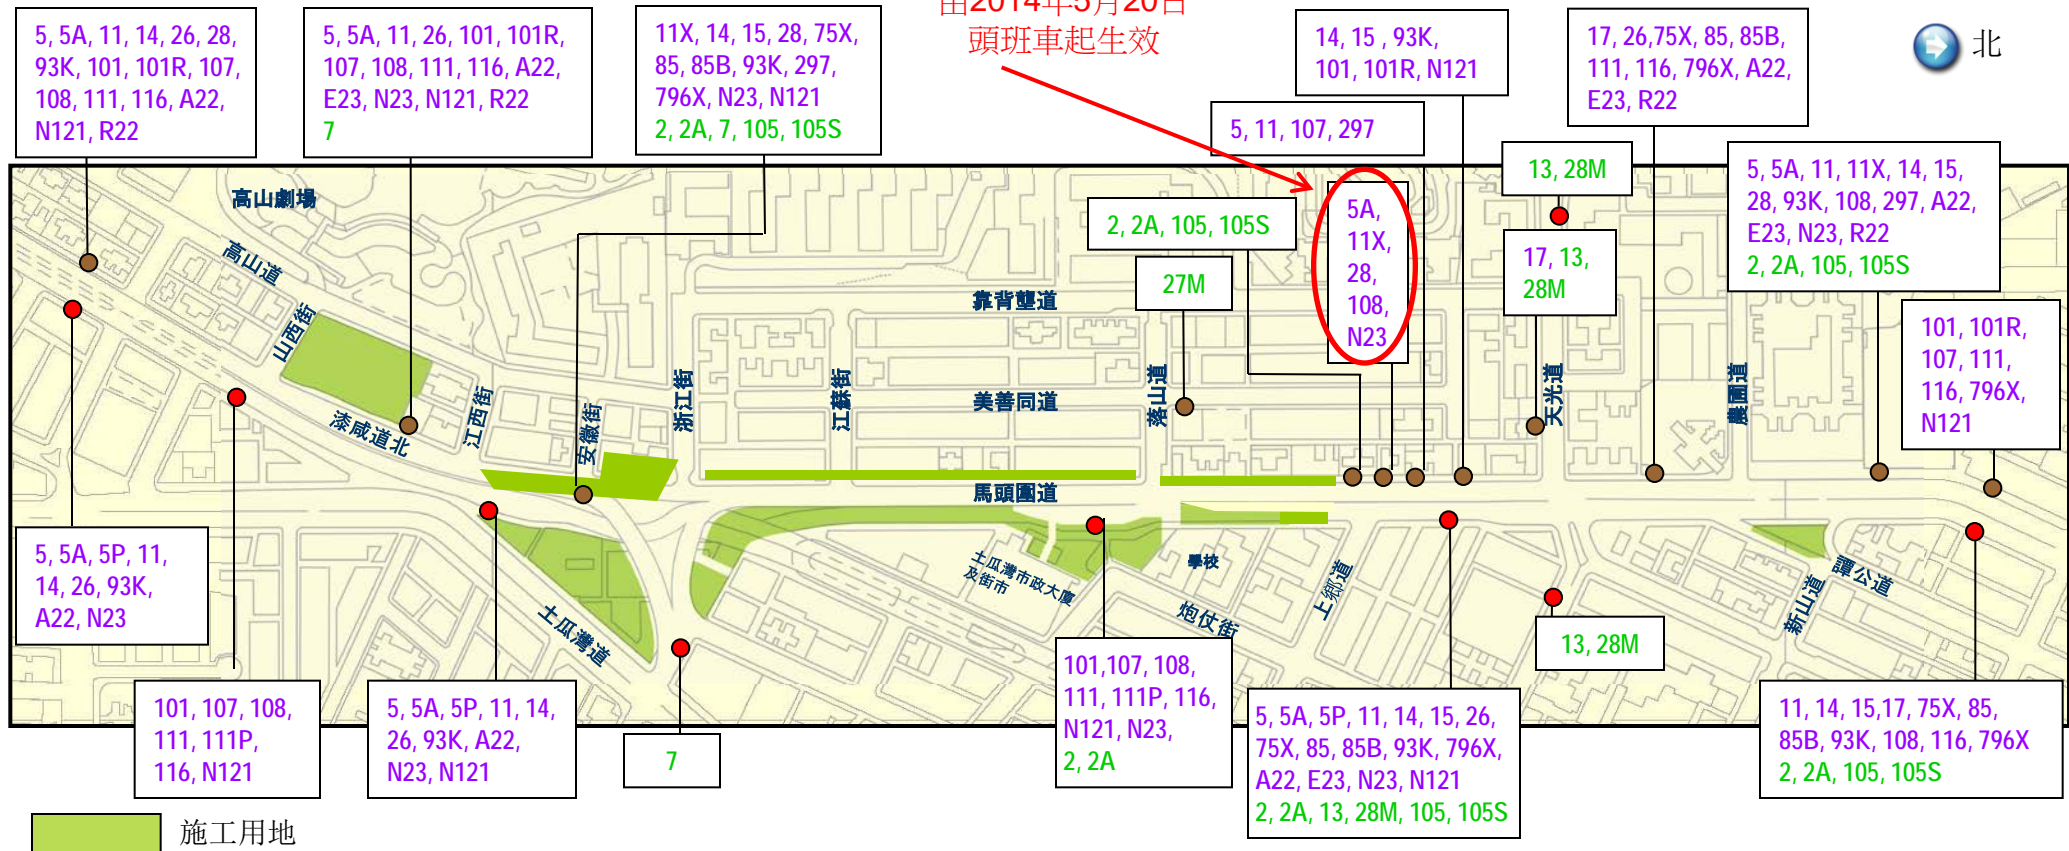 由2014年5月20日
頭班車起生效
北
5, 5A, 11, 14, 26, 28,
93K, 101, 101R, 107,
108, 111, 116, A22,
N121, R22
5, 5A, 11, 26, 101, 101R,
107, 108, 111, 116, A22,
E23, N23, N121, R22
7
11X, 14, 15, 28, 75X,
85, 85B, 93K, 297,
796X, N23, N121
2, 2A, 7, 105, 105S
5, 11, 107, 297
14, 15 , 93K,
101, 101R, N121
17, 26,75X, 85, 85B,
111, 116, 796X, A22,
E23, R22
13, 28M
5, 5A, 11, 11X, 14, 15,
28, 93K, 108, 297, A22,
E23, N23, R22
2, 2A, 105, 105S
2, 2A, 105, 105S
27M
5A,
11X,
28,
108,
N23
17, 13,
28M
101, 101R,
107, 111,
116, 796X,
N121
高山劇場
高山道
山西街
漆咸道北
江西街
安徽街
浙江街
江蘇街
靠背壟道
美善同道
落山道
馬頭圍道
天光道
農圃道
土瓜灣市政大廈
及街市
學校
炮仗街
上鄉道
新山道
譚公道
土瓜灣道
5, 5A, 5P, 11,
14, 26, 93K,
A22, N23
101, 107, 108,
111, 111P,
116, N121
5, 5A, 5P, 11, 14,
26, 93K, A22,
N23, N121
7
101,107, 108,
111, 111P, 116,
N121, N23,
2, 2A
5, 5A, 5P, 11, 14, 15, 26,
75X, 85, 85B, 93K, 796X,
A22, E23, N23, N121
2, 2A, 13, 28M, 105, 105S
13, 28M
11, 14, 15,17, 75X, 85,
85B, 93K, 108, 116, 796X
2, 2A, 105, 105S
施工用地